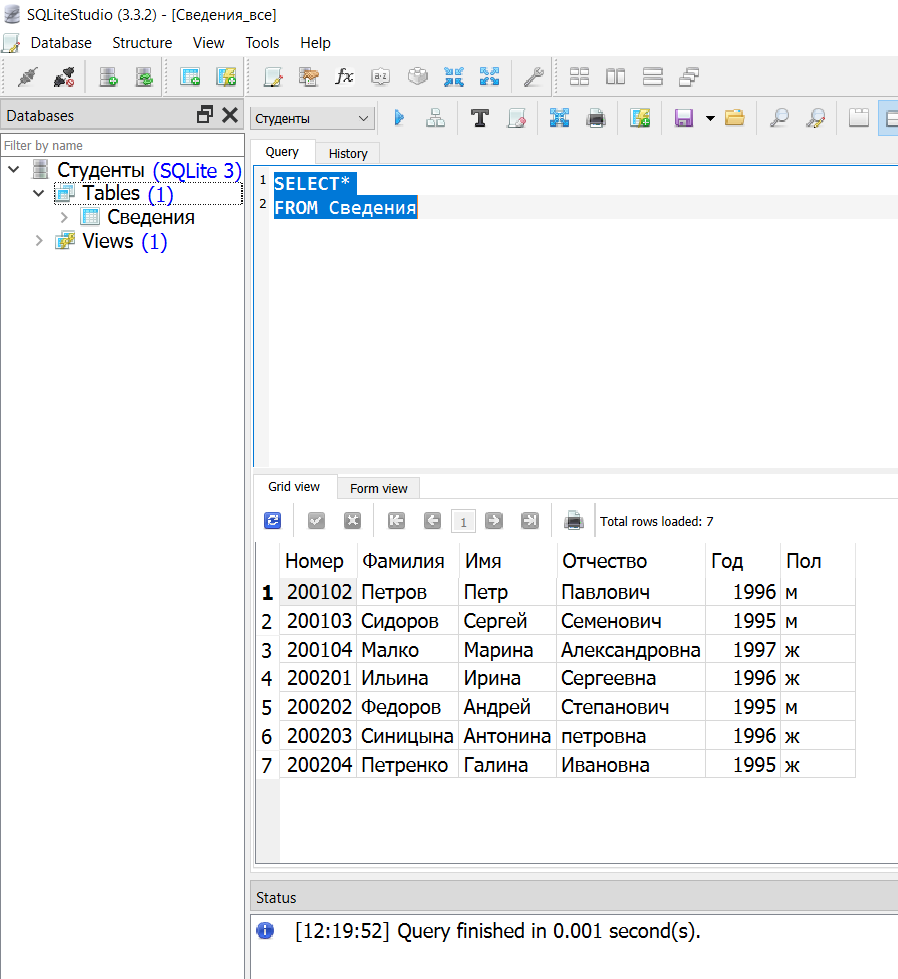 SQLiteStudio (3.3.2) - [Сведения_все]
Database Structure View Tools Help
Databases
Filter by name
Студенты (SQLite 3)
Tables (1)
Сведения
Views (1)
Студенты
Query History
1 SELECT*
2 FROM Сведения
Grid view Form view
1 Total rows loaded: 7
Номер Фамилия Имя Отчество Год Пол
1 200102 Петров Петр Павлович 1996 м
2 200103 Сидоров Сергей Семенович 1995 м
3 200104 Малко Марина Александровна 1997 ж
4 200201 Ильина Ирина Сергеевна 1996 ж
5 200202 Федоров Андрей Степанович 1995 м
6 200203 Синицына Антонина петровна 1996 ж
7 200204 Петренко Галина Ивановна 1995 ж
Status
[12:19:52] Query finished in 0.001 second(s).